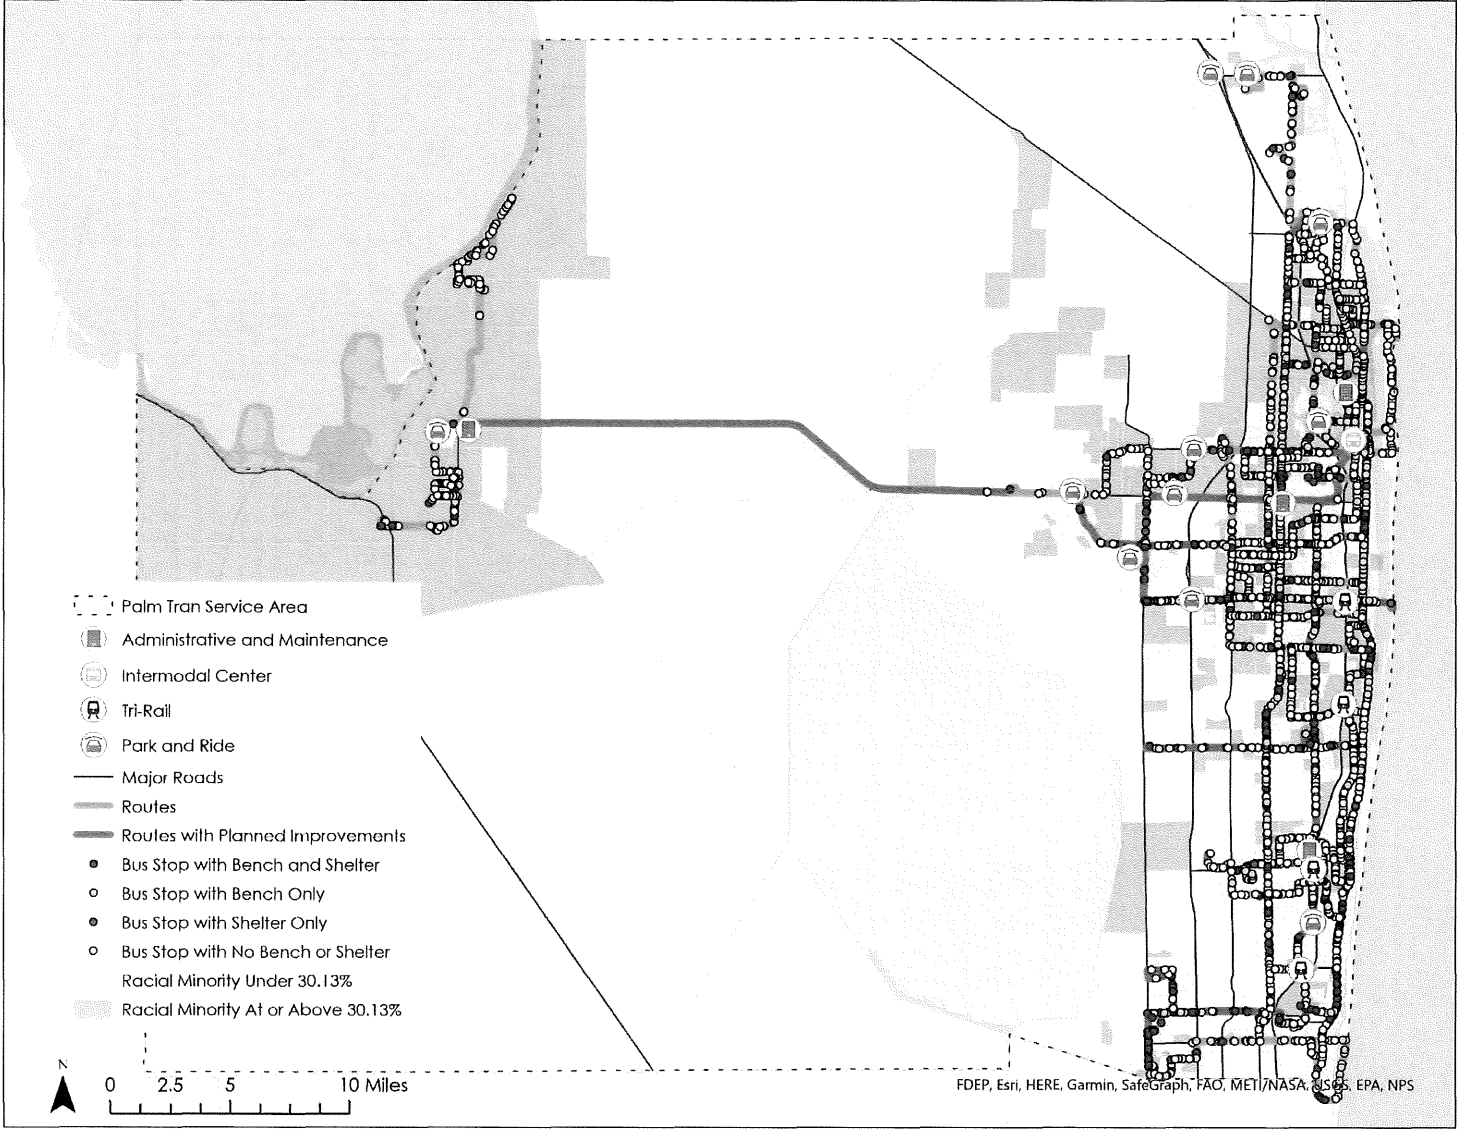 Palm Tran Service Area
Administrative and Maintenance
Intermodal Center
Tri-Rail
Park and Ride
Major Roads
Routes
Routes with Planned Improvements
Bus Stop with Bench and Shelter
Bus Stop with Bench Only
Bus Stop with Shelter Only
Bus Stop with No Bench or Shelter
Racial Minority Under 30.13%
Racial Minority At or Above 30.13%
N
0 2.5 5 10 Miles
FDEP, Esri, HERE, Garmin, SafeGraph, FAO, METI/NASA, USGS, EPA, NPS